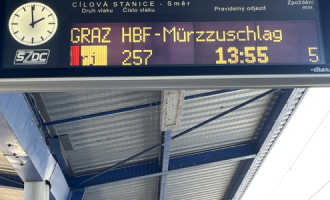 CÍLOVÁ STANICE - Směr
Druh vlaku Číslo vlaku Pravidelný odjezd Zpoždění min.
GRAZ HBF-Mürzzuschlag
rj 257 13:55 5
SŽDC